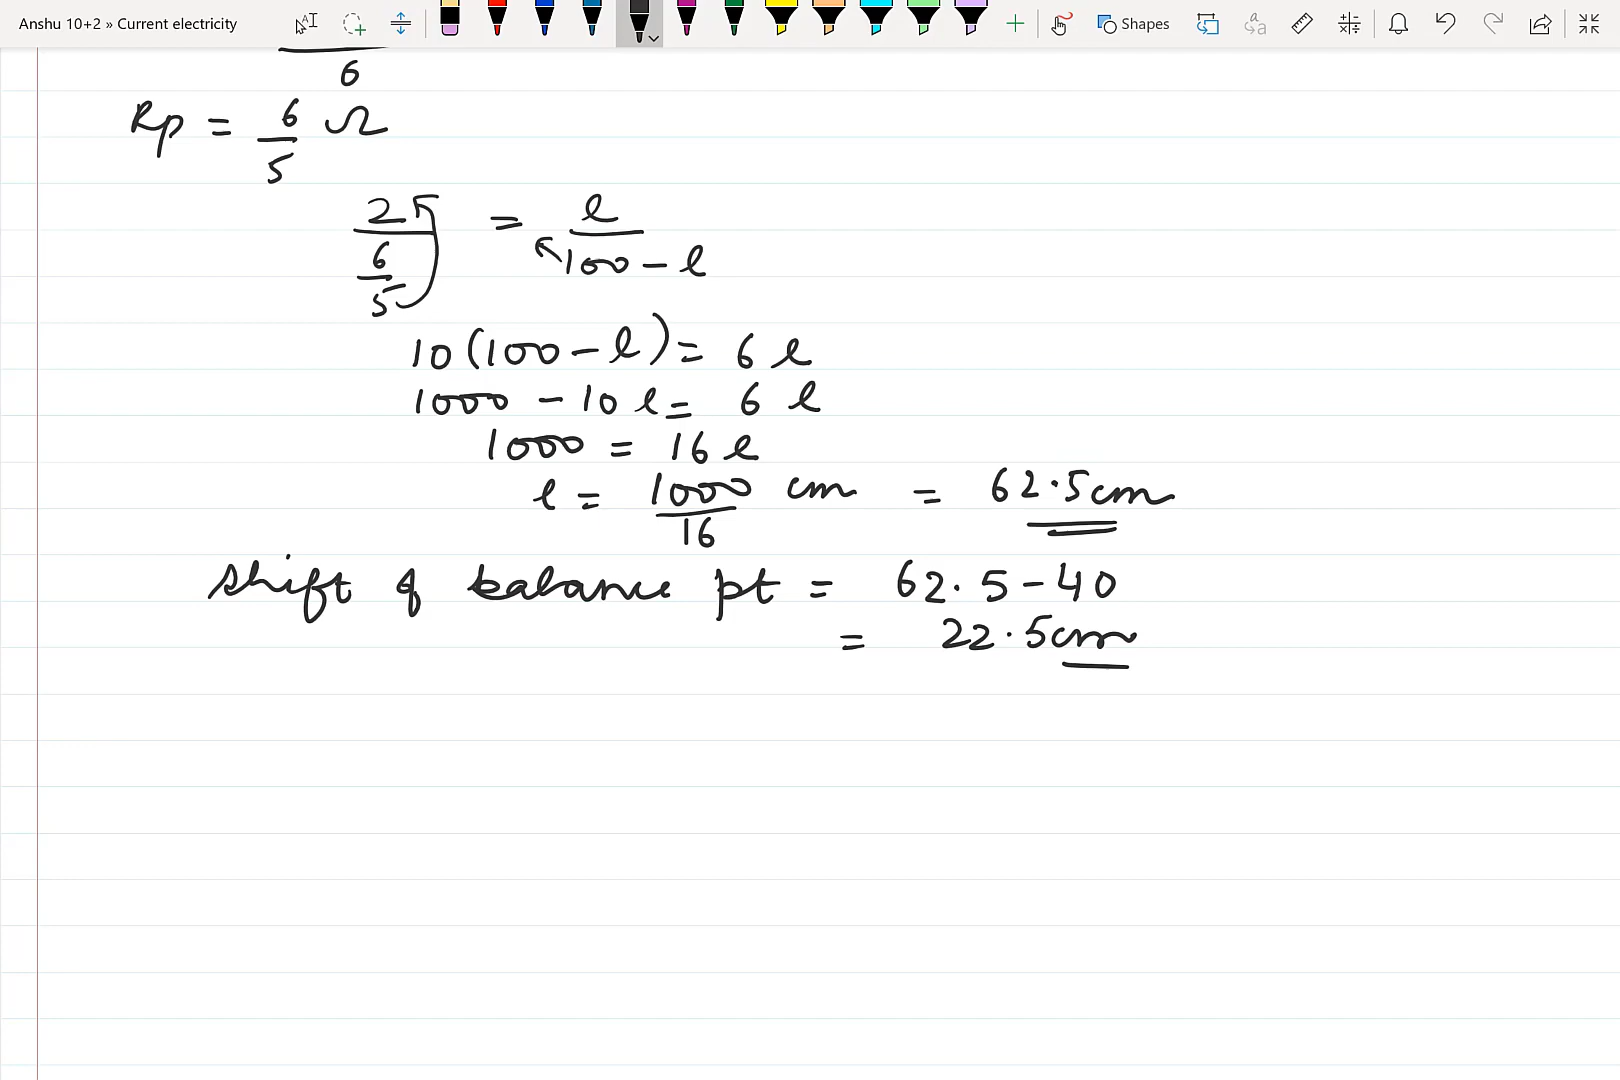 Anshu 10+2 » Current electricity
Shapes
6
Rp = 6/5 Ω
2/(6/5) = l/(100 - l)
10(100 - l) = 6 l
1000 - 10 l = 6 l
1000 = 16 l
l = 1000/16 cm = 62.5cm
shift of balance pt = 62.5 - 40
= 22.5cm